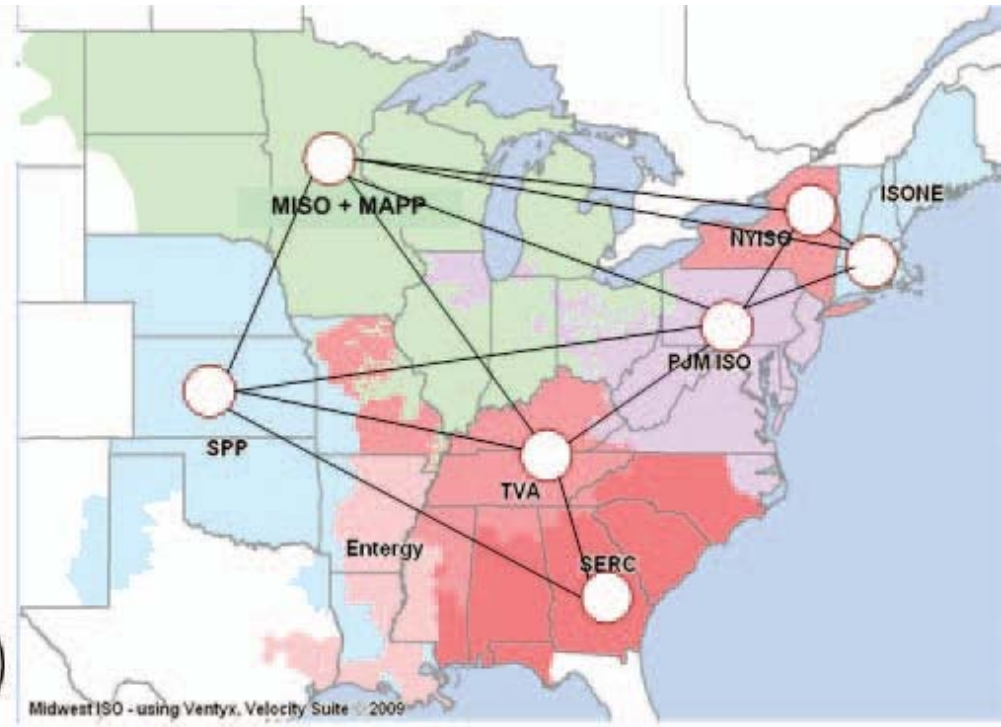 MISO + MAPP
ISONE
NYISO
PJM ISO
SPP
TVA
Entergy
SERC
Midwest ISO - using Ventyx, Velocity Suite © 2009